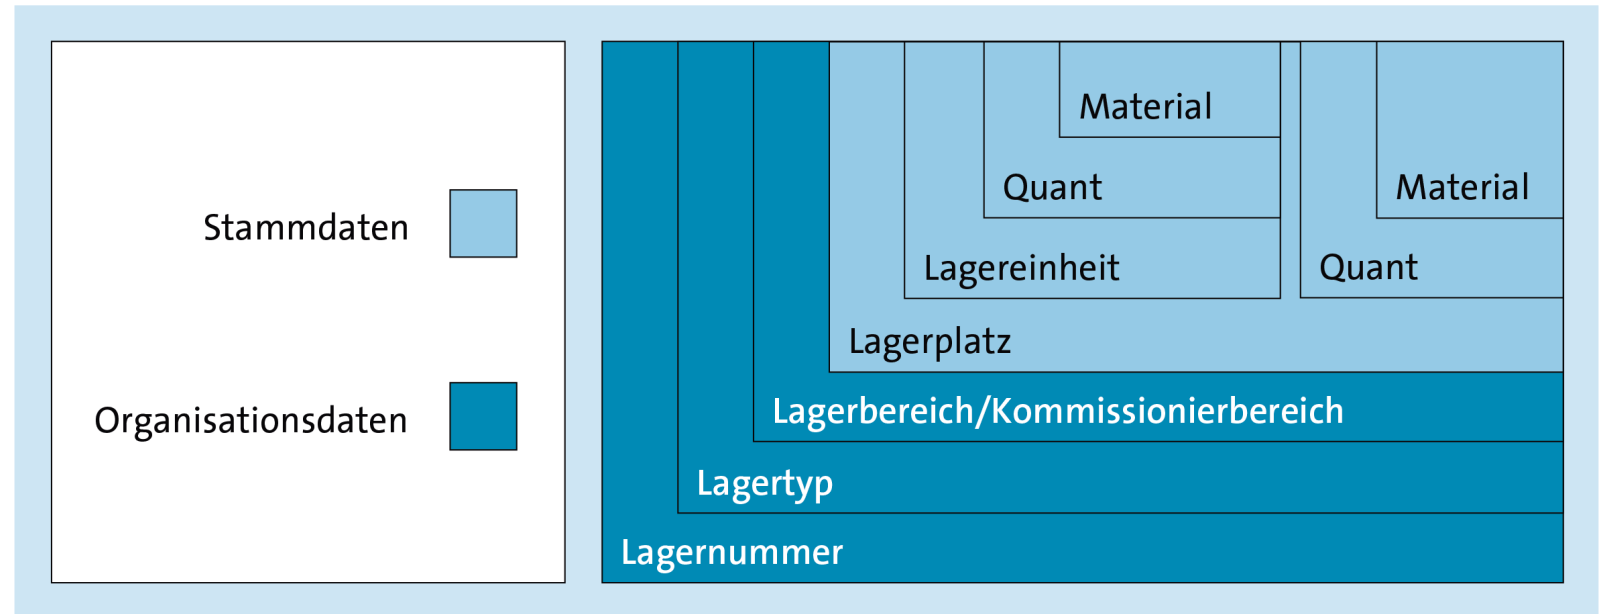 Stammdaten
Organisationsdaten
Material
Quant
Lagereinheit
Material
Quant
Lagerplatz
Lagerbereich/Kommissionierbereich
Lagertyp
Lagernummer